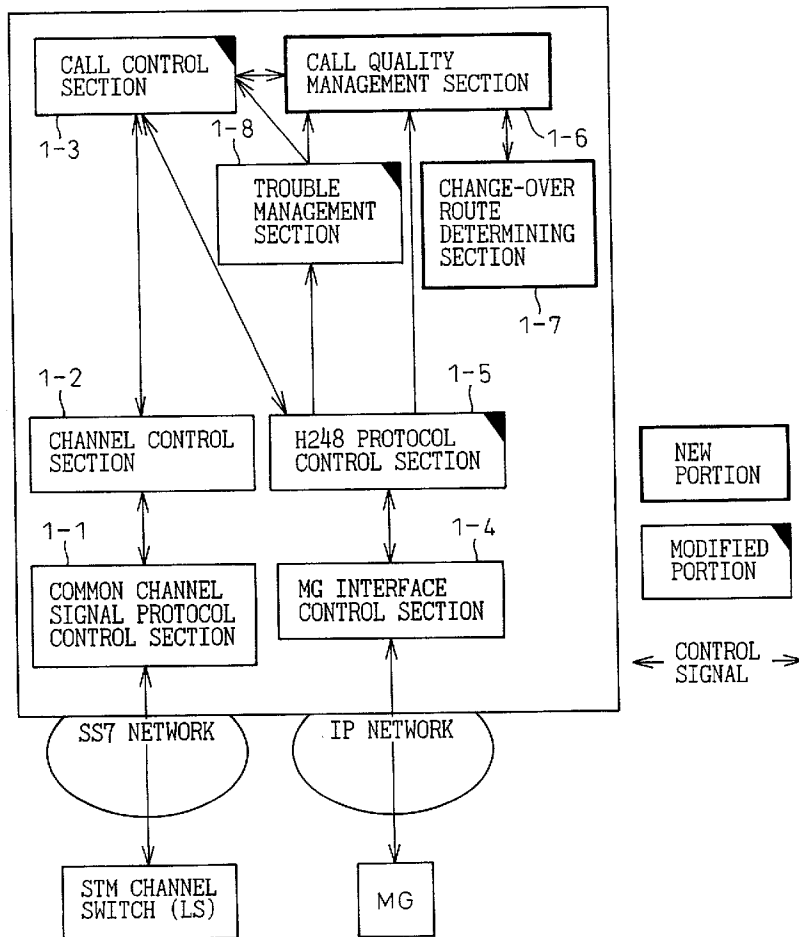 CALL CONTROL
SECTION
1-3
CALL QUALITY
MANAGEMENT SECTION
1-6
1-8
TROUBLE
MANAGEMENT
SECTION
CHANGE-OVER
ROUTE
DETERMINING
SECTION
1-7
1-2
CHANNEL CONTROL
SECTION
1-5
H248 PROTOCOL
CONTROL SECTION
1-1
COMMON CHANNEL
SIGNAL PROTOCOL
CONTROL SECTION
1-4
MG INTERFACE
CONTROL SECTION
NEW
PORTION
MODIFIED
PORTION
CONTROL
SIGNAL
SS7 NETWORK
IP NETWORK
STM CHANNEL
SWITCH (LS)
MG